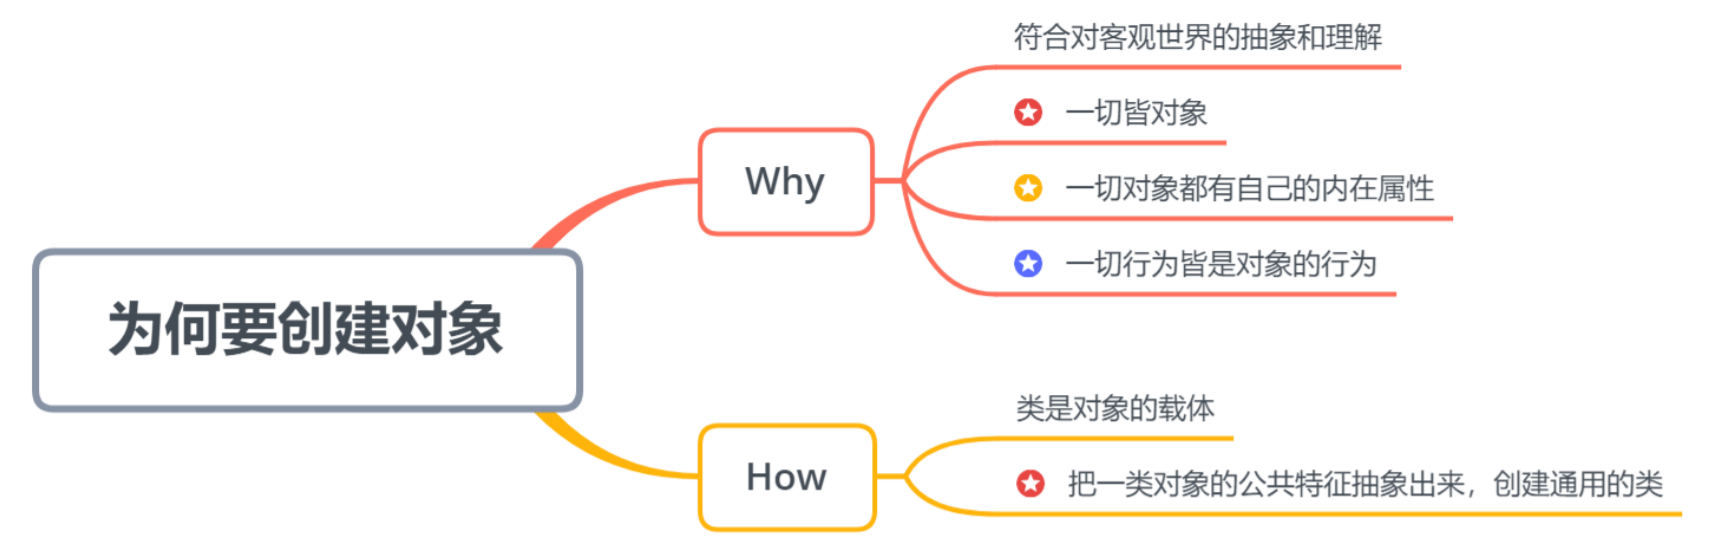 为何要创建对象
Why
符合对客观世界的抽象和理解
一切皆对象
一切对象都有自己的内在属性
一切行为皆是对象的行为
How
类是对象的载体
把一类对象的公共特征抽象出来，创建通用的类